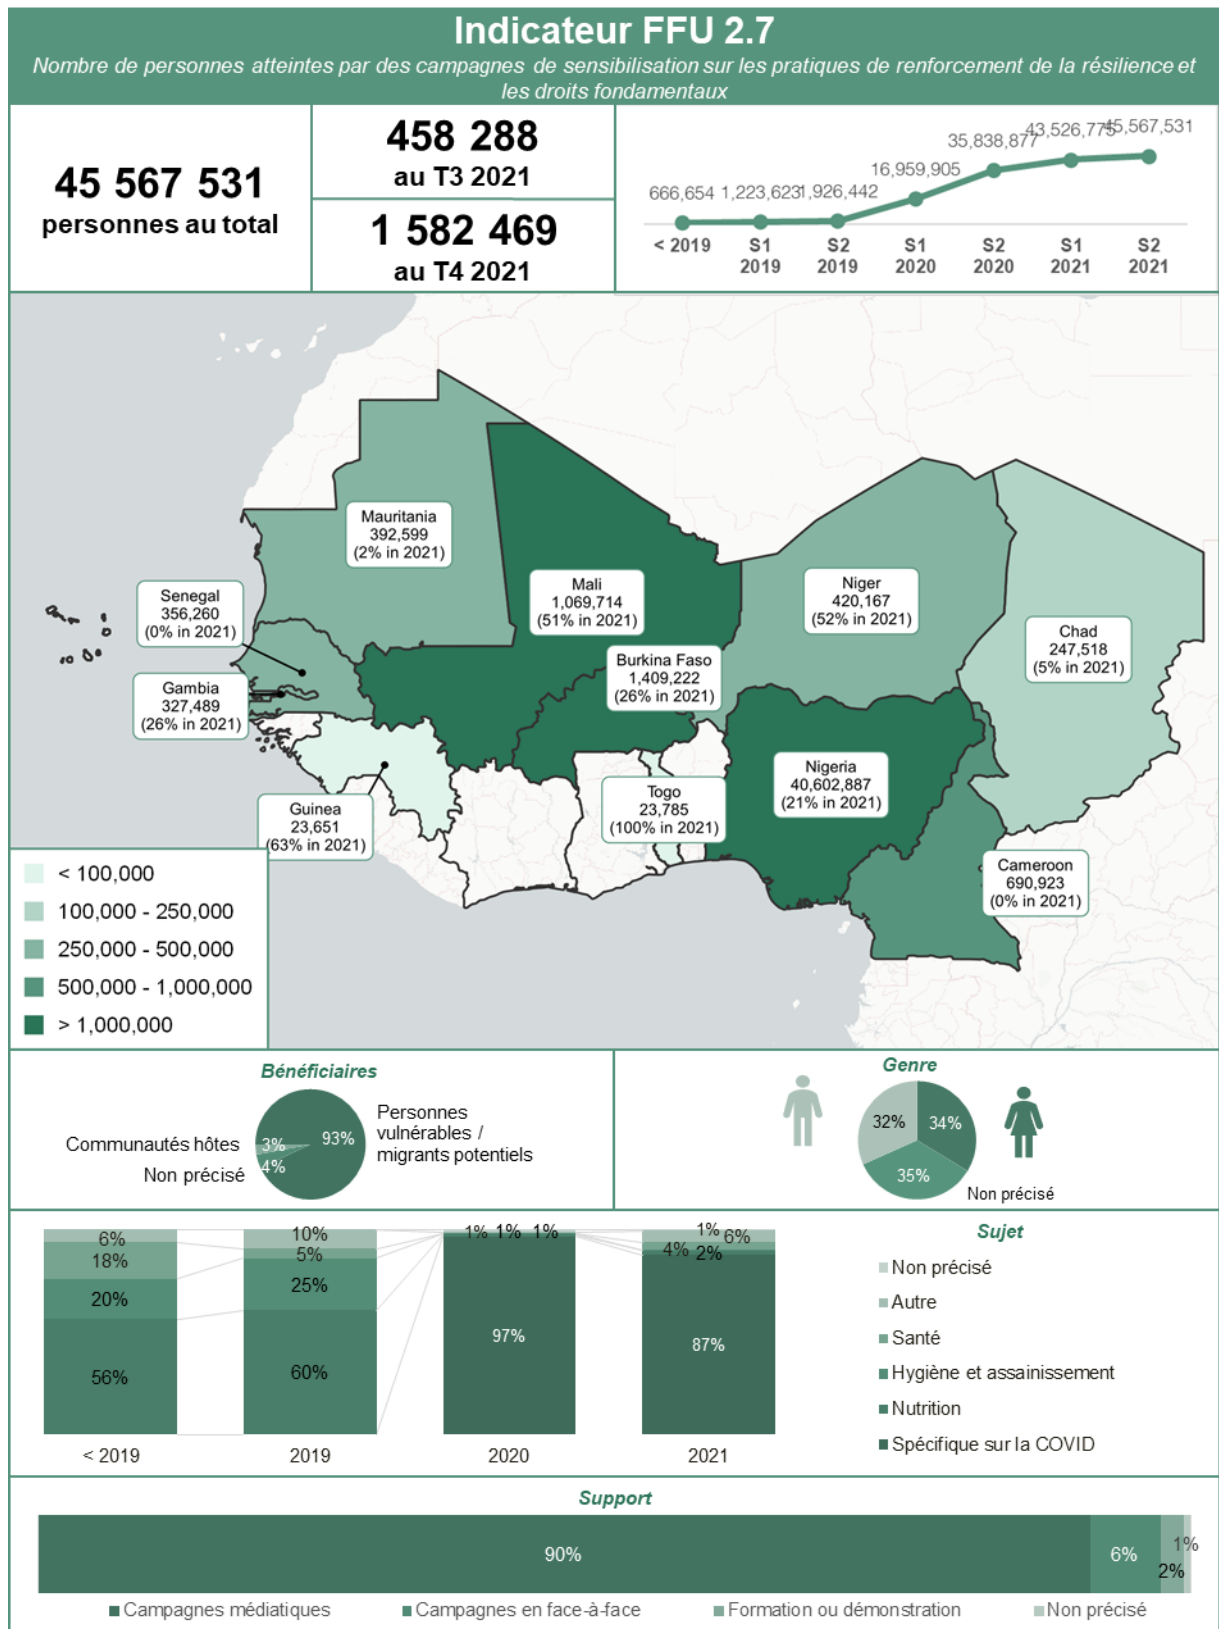 Indicateur FFU 2.7
Nombre de personnes atteintes par des campagnes de sensibilisation sur les pratiques de renforcement de la résilience et
les droits fondamentaux
45 567 531
personnes au total
458 288
au T3 2021
1 582 469
au T4 2021
666,654
1,223,623
1,926,442
16,959,905
35,838,877
43,526,775
45,567,531
< 2019
S1
2019
S2
2019
S1
2020
S2
2020
S1
2021
S2
2021
Mauritania
392,599
(2% in 2021)
Mali
1,069,714
(51% in 2021)
Niger
420,167
(52% in 2021)
Senegal
356,260
(0% in 2021)
Chad
247,518
(5% in 2021)
Burkina Faso
1,409,222
(26% in 2021)
Gambia
327,489
(26% in 2021)
Nigeria
40,602,887
(21% in 2021)
Togo
23,785
(100% in 2021)
Guinea
23,651
(63% in 2021)
Cameroon
690,923
(0% in 2021)
< 100,000
100,000 - 250,000
250,000 - 500,000
500,000 - 1,000,000
> 1,000,000
Bénéficiaires
Communautés hôtes
Non précisé
3%
4%
93%
Personnes
vulnérables /
migrants potentiels
Genre
32%
34%
35%
Non précisé
6%
18%
20%
56%
< 2019
10%
5%
25%
60%
2019
1% 1% 1%
97%
2020
1%
6%
4%
2%
87%
2021
Sujet
Non précisé
Autre
Santé
Hygiène et assainissement
Nutrition
Spécifique sur la COVID
Support
90%
6%
2%
1%
Campagnes médiatiques
Campagnes en face-à-face
Formation ou démonstration
Non précisé